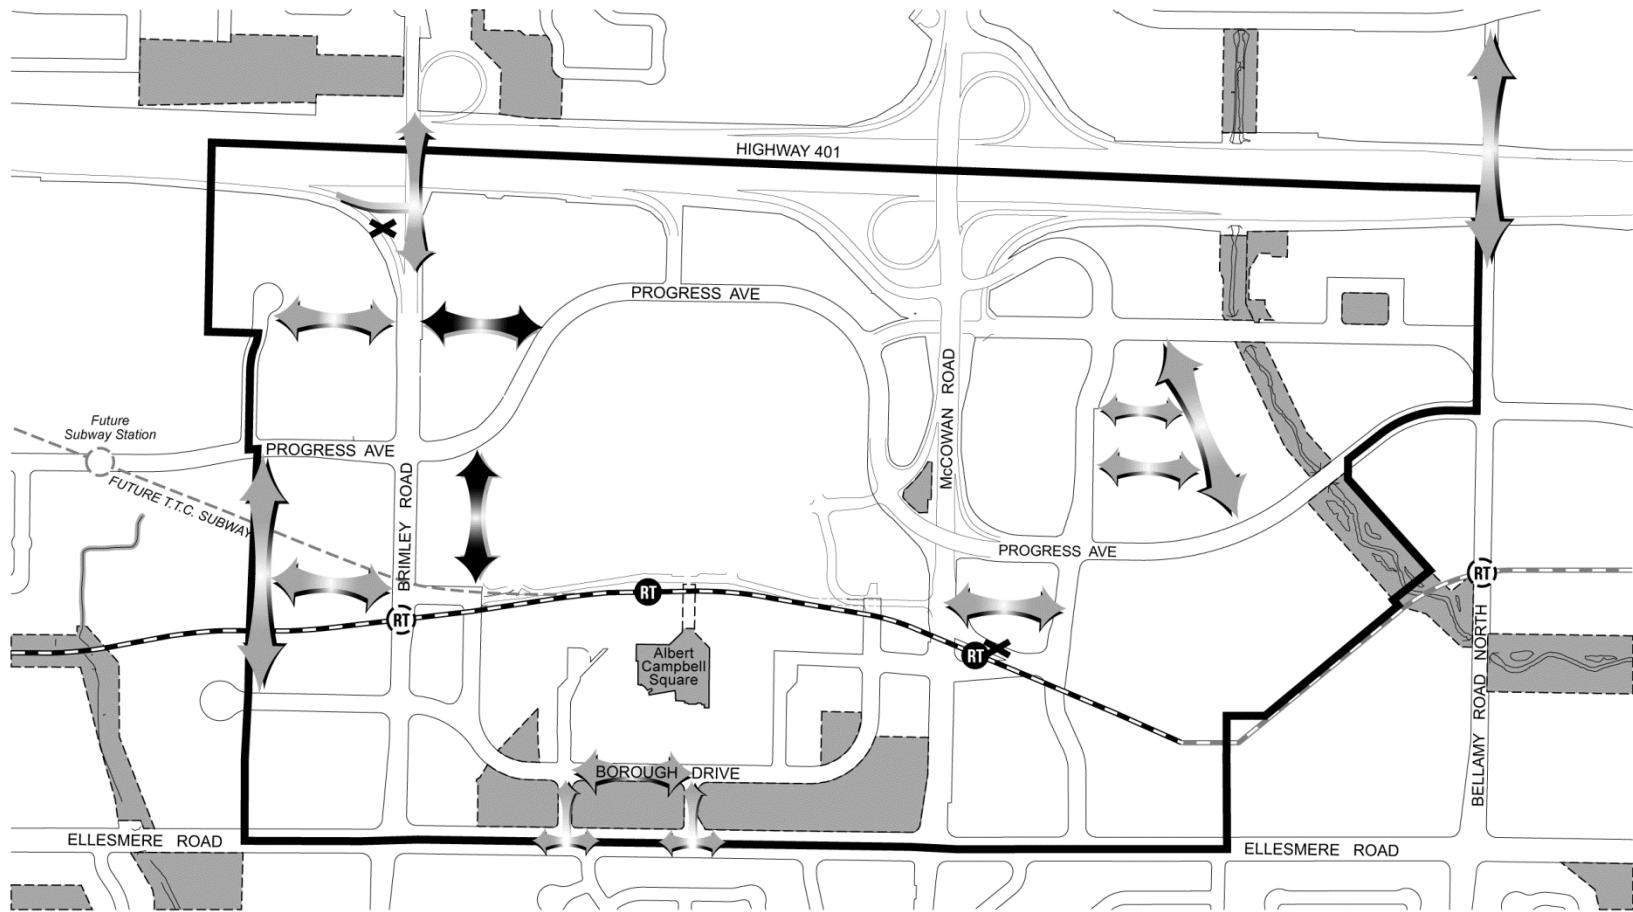 HIGHWAY 401
PROGRESS AVE
McCOWAN ROAD
Future
Subway Station
PROGRESS AVE
FUTURE T.T.C. SUBWAY
BRIMLEY ROAD
PROGRESS AVE
RT
RT
RT
RT
Albert
Campbell
Square
BELLAMY ROAD NORTH
BOROUGH DRIVE
ELLESMERE ROAD
ELLESMERE ROAD